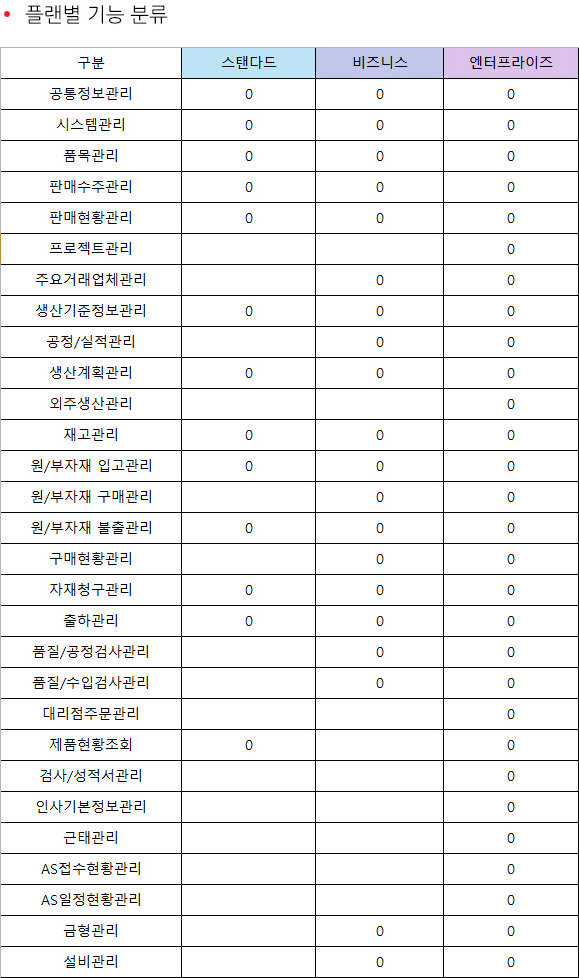 • 플랜별 기능 분류
구분 스탠다드 비즈니스 엔터프라이즈
공통정보관리 0 0 0
시스템관리 0 0 0
품목관리 0 0 0
판매수주관리 0 0 0
판매현황관리 0 0 0
프로젝트관리 0
주요거래업체관리 0 0
생산기준정보관리 0 0 0
공정/실적관리 0 0
생산계획관리 0 0 0
외주생산관리 0
재고관리 0 0 0
원/부자재 입고관리 0 0 0
원/부자재 구매관리 0 0
원/부자재 불출관리 0 0 0
구매현황관리 0 0
자재청구관리 0 0 0
출하관리 0 0 0
품질/공정검사관리 0 0
품질/수입검사관리 0 0
대리점주문관리 0
제품현황조회 0 0
검사/성적서관리 0
인사기본정보관리 0
근태관리 0
AS접수현황관리 0
AS일정현황관리 0
금형관리 0 0
설비관리 0 0